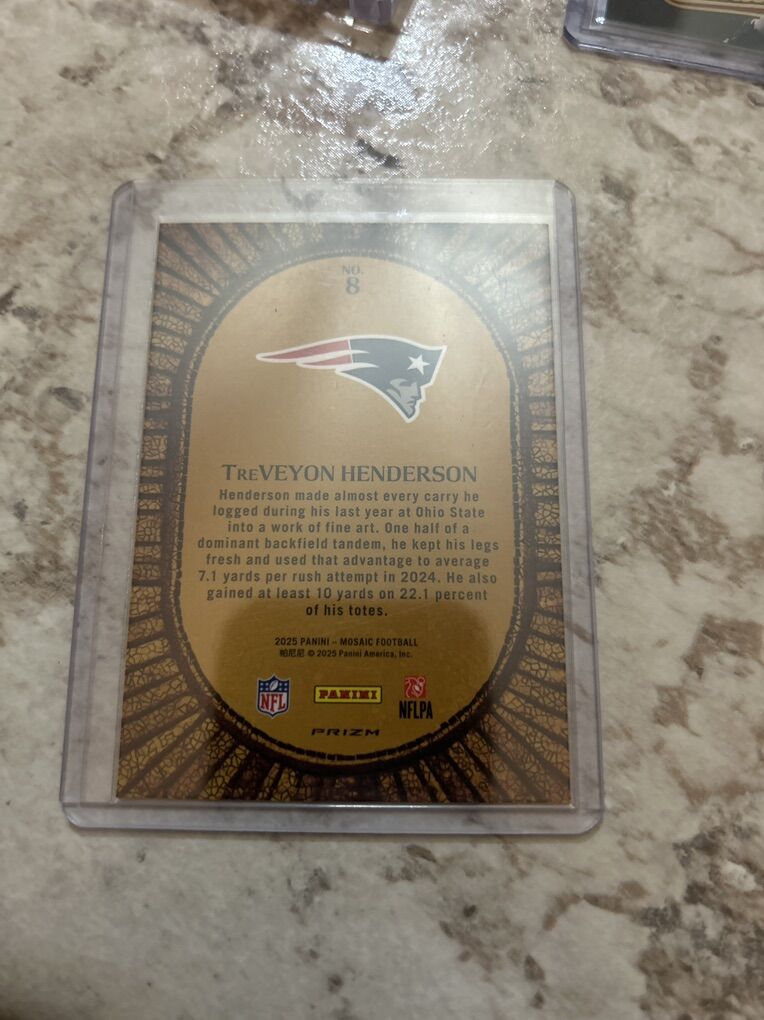 NO.
8
TreVEYON HENDERSON
Henderson made almost every carry he
logged during his last year at Ohio State
into a work of fine art. One half of a
dominant backfield tandem, he kept his legs
fresh and used that advantage to average
7.1 yards per rush attempt in 2024. He also
gained at least 10 yards on 22.1 percent
of his totes.
2025 PANINI – MOSAIC FOOTBALL
帕尼尼 © 2025 Panini America, Inc.
NFL
PANINI
NFLPA
PRIZM